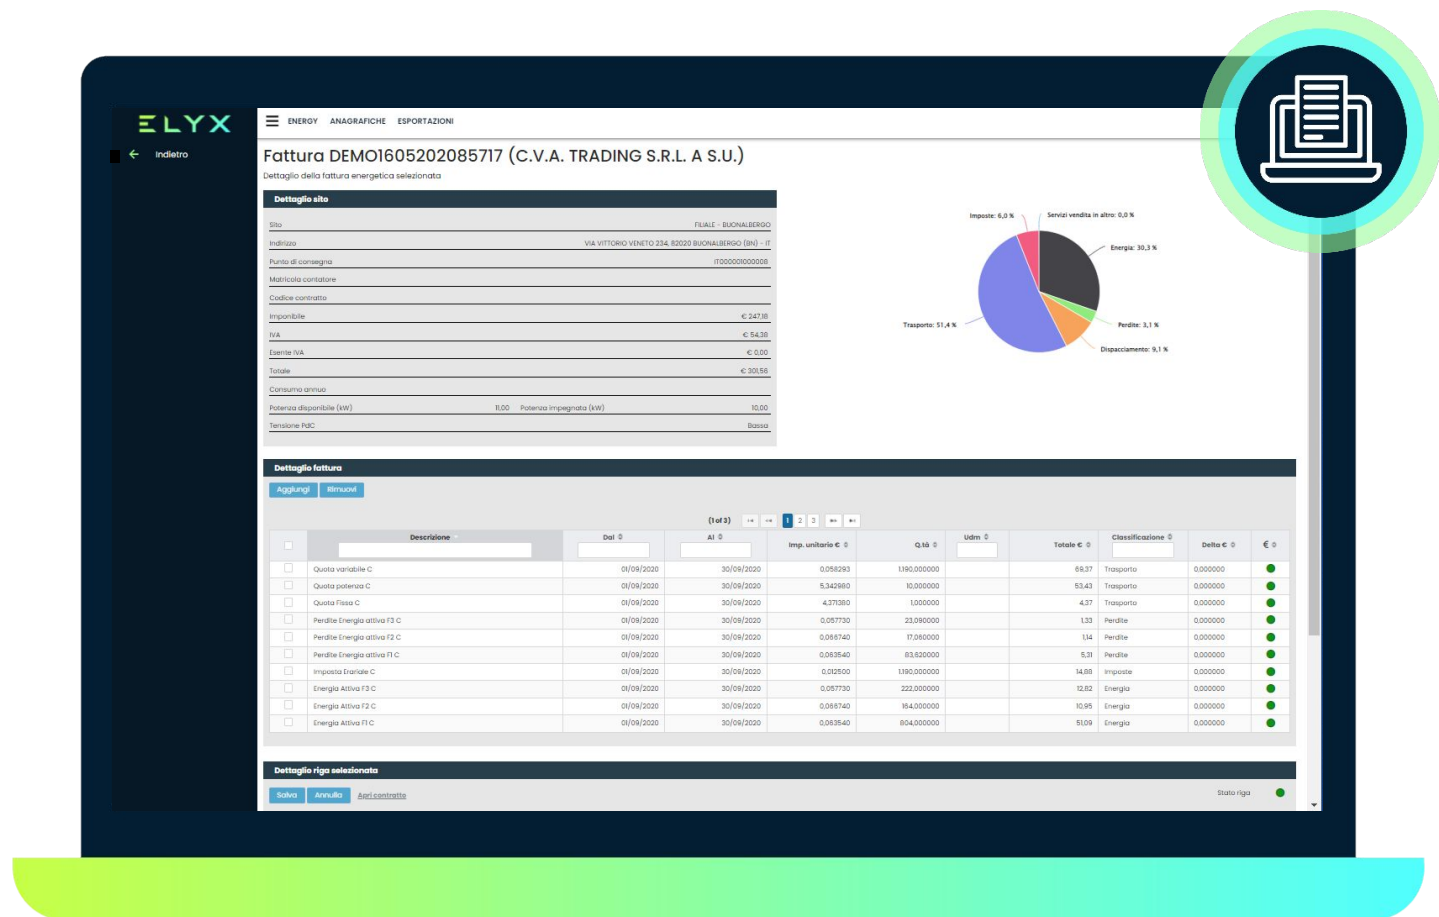 ELYX
ENERGY ANAGRAFICHE ESPORTAZIONI
Indietro
Fattura DEMO1605202085717 (C.V.A. TRADING S.R.L. A S.U.)
Dettaglio della fattura energetica selezionata
Dettaglio sito
Sito FILIALE - BUONALBERGO
Indirizzo VIA VITTORIO VENETO 234, 82020 BUONALBERGO (BN) - IT
Punto di consegna IT000001000008
Matricola contatore
Codice contratto
Imponibile € 247,18
IVA € 54,38
Esente IVA € 0,00
Totale € 301,56
Consumo annuo
Potenza disponibile (kW) 11,00 Potenza impegnata (kW) 10,00
Tensione PdC Bassa
Imposte: 6,0 % Servizi vendita in altro: 0,0 %
Energia: 30,3 %
Trasporto: 51,4 % Perdite: 3,1 %
Dispacciamento: 9,1 %
Dettaglio fattura
Aggiungi Rimuovi
(1 of 3) 1 2 3
Descrizione Dal Al Imp. unitario € Q.tà Udm Totale € Classificazione Delta € €
Quota variabile C 01/09/2020 30/09/2020 0,058293 1.190,000000 69,37 Trasporto 0,000000
Quota potenza C 01/09/2020 30/09/2020 5,342980 10,000000 53,43 Trasporto 0,000000
Quota Fissa C 01/09/2020 30/09/2020 4,371380 1,000000 4,37 Trasporto 0,000000
Perdite Energia attiva F3 C 01/09/2020 30/09/2020 0,057730 23,090000 1,33 Perdite 0,000000
Perdite Energia attiva F2 C 01/09/2020 30/09/2020 0,066740 17,060000 1,14 Perdite 0,000000
Perdite Energia attiva F1 C 01/09/2020 30/09/2020 0,063540 83,620000 5,31 Perdite 0,000000
Imposta Erariale C 01/09/2020 30/09/2020 0,012500 1.190,000000 14,88 Imposte 0,000000
Energia Attiva F3 C 01/09/2020 30/09/2020 0,057730 222,000000 12,82 Energia 0,000000
Energia Attiva F2 C 01/09/2020 30/09/2020 0,066740 164,000000 10,95 Energia 0,000000
Energia Attiva F1 C 01/09/2020 30/09/2020 0,063540 804,000000 51,09 Energia 0,000000
Dettaglio riga selezionata
Salva Annulla Apri contratto Stato riga